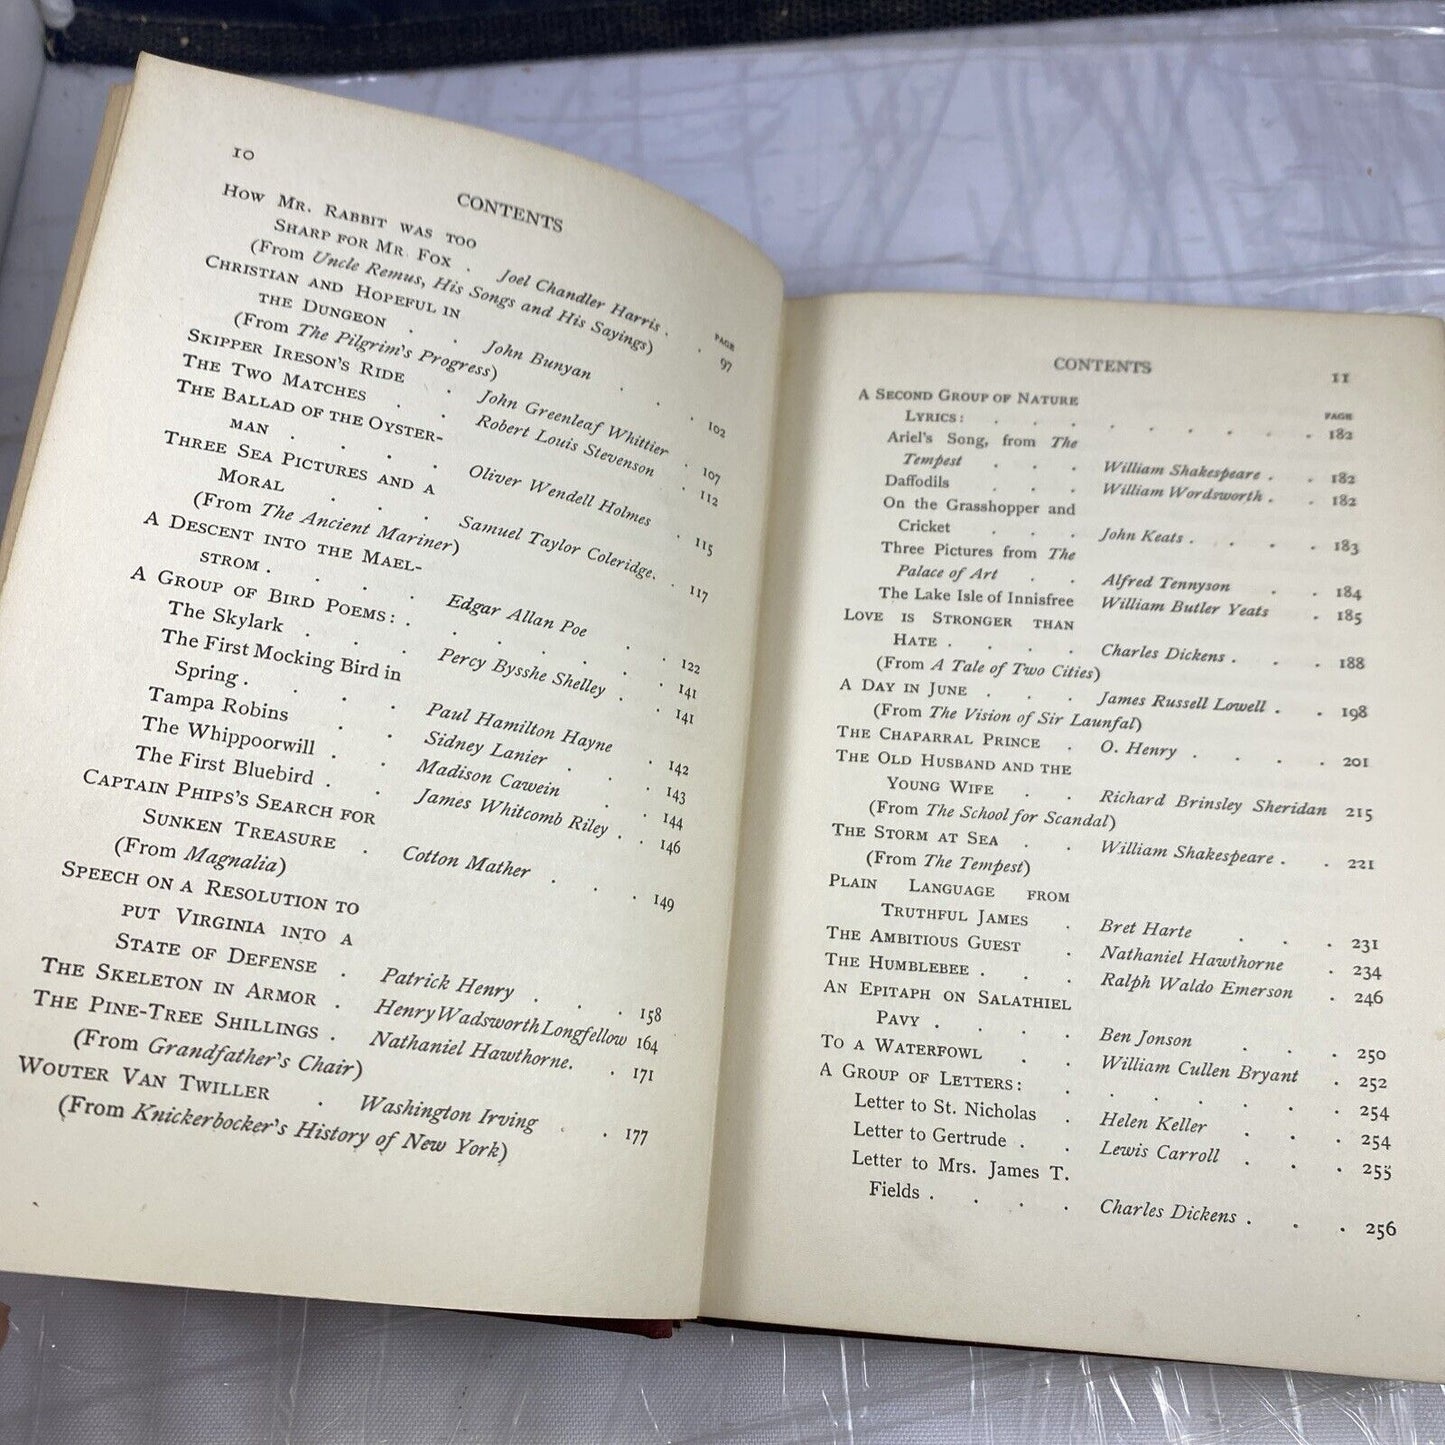 10
CONTENTS
PAGE
How Mr. Rabbit was too
Sharp for Mr. Fox . Joel Chandler Harris . . 97
(From Uncle Remus, His Songs and His Sayings)
Christian and Hopeful in
the Dungeon . . John Bunyan . . . 102
(From The Pilgrim's Progress)
Skipper Ireson's Ride . John Greenleaf Whittier . 107
The Two Matches . . Robert Louis Stevenson . 112
The Ballad of the Oyster-
man . . . . Oliver Wendell Holmes . 115
Three Sea Pictures and a
Moral . . . Samuel Taylor Coleridge. . 117
(From The Ancient Mariner)
A Descent into the Mael-
strom . . . . Edgar Allan Poe . . 122
A Group of Bird Poems: . . . . . . . 141
The Skylark . . . . Percy Bysshe Shelley . . 141
The First Mocking Bird in
Spring . . . . Paul Hamilton Hayne . 142
Tampa Robins . . Sidney Lanier . . 143
The Whippoorwill . . Madison Cawein . . 144
The First Bluebird . . James Whitcomb Riley . . 146
Captain Phips's Search for
Sunken Treasure . Cotton Mather . . . 149
(From Magnalia)
Speech on a Resolution to
put Virginia into a
State of Defense . Patrick Henry . . . 158
The Skeleton in Armor . Henry Wadsworth Longfellow 164
The Pine-Tree Shillings . Nathaniel Hawthorne. . 171
(From Grandfather's Chair)
Wouter Van Twiller . Washington Irving . . 177
(From Knickerbocker's History of New York)
CONTENTS
11
PAGE
A Second Group of Nature
Lyrics: . . . . . . . . . 182
Ariel's Song, from The
Tempest . . . William Shakespeare . . 182
Daffodils . . . William Wordsworth . . 182
On the Grasshopper and
Cricket . . . John Keats . . . . 183
Three Pictures from The
Palace of Art . . Alfred Tennyson . . 184
The Lake Isle of Innisfree William Butler Yeats . 185
Love is Stronger than
Hate . . . . Charles Dickens . . . 188
(From A Tale of Two Cities)
A Day in June . . . James Russell Lowell . . 198
(From The Vision of Sir Launfal)
The Chaparral Prince . O. Henry . . . . 201
The Old Husband and the
Young Wife . . Richard Brinsley Sheridan 215
(From The School for Scandal)
The Storm at Sea . . William Shakespeare . . 221
(From The Tempest)
Plain Language from
Truthful James . Bret Harte . . . 231
The Ambitious Guest . Nathaniel Hawthorne . 234
The Humblebee . . . Ralph Waldo Emerson . 246
An Epitaph on Salathiel
Pavy . . . . Ben Jonson . . . 250
To a Waterfowl . . William Cullen Bryant . 252
A Group of Letters: . . . . . . . 254
Letter to St. Nicholas . Helen Keller . . . 254
Letter to Gertrude . . Lewis Carroll . . . 255
Letter to Mrs. James T.
Fields . . . . Charles Dickens . . . 256